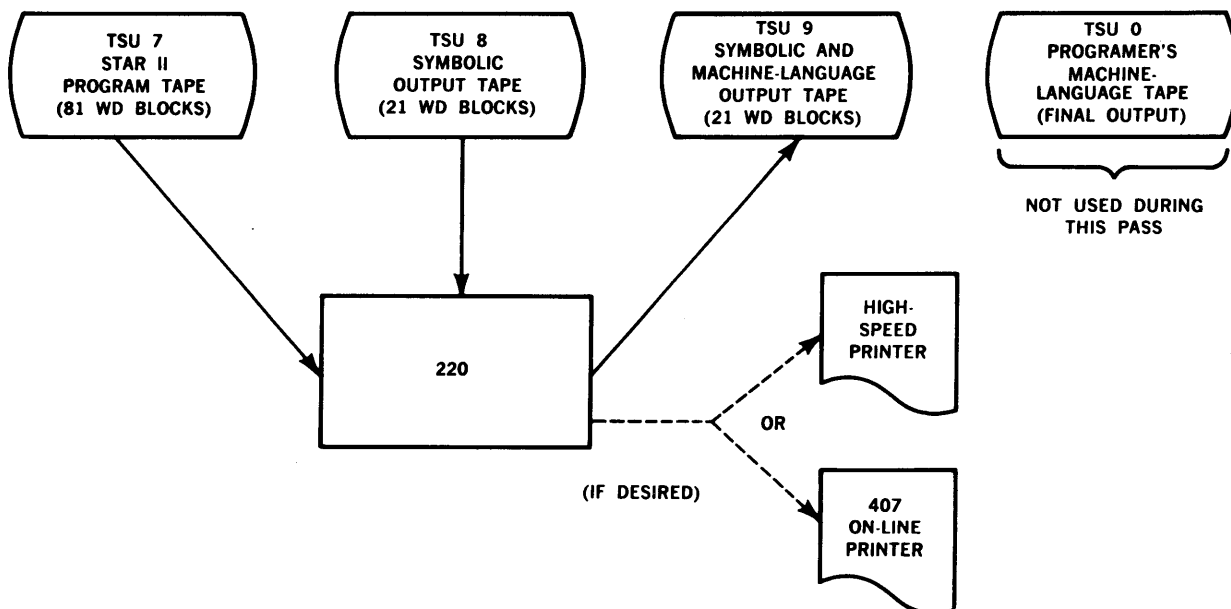 TSU 7
STAR II
PROGRAM TAPE
(81 WD BLOCKS)
TSU 8
SYMBOLIC
OUTPUT TAPE
(21 WD BLOCKS)
TSU 9
SYMBOLIC AND
MACHINE-LANGUAGE
OUTPUT TAPE
(21 WD BLOCKS)
TSU 0
PROGRAMER'S
MACHINE-
LANGUAGE TAPE
(FINAL OUTPUT)
NOT USED DURING
THIS PASS
220
HIGH-
SPEED
PRINTER
OR
(IF DESIRED)
407
ON-LINE
PRINTER